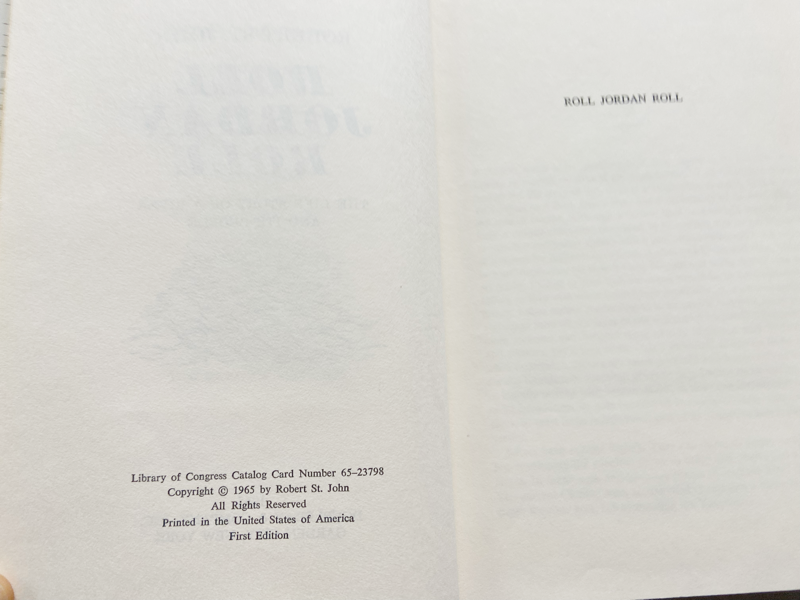 Library of Congress Catalog Card Number 65–23798
Copyright © 1965 by Robert St. John
All Rights Reserved
Printed in the United States of America
First Edition
ROLL JORDAN ROLL